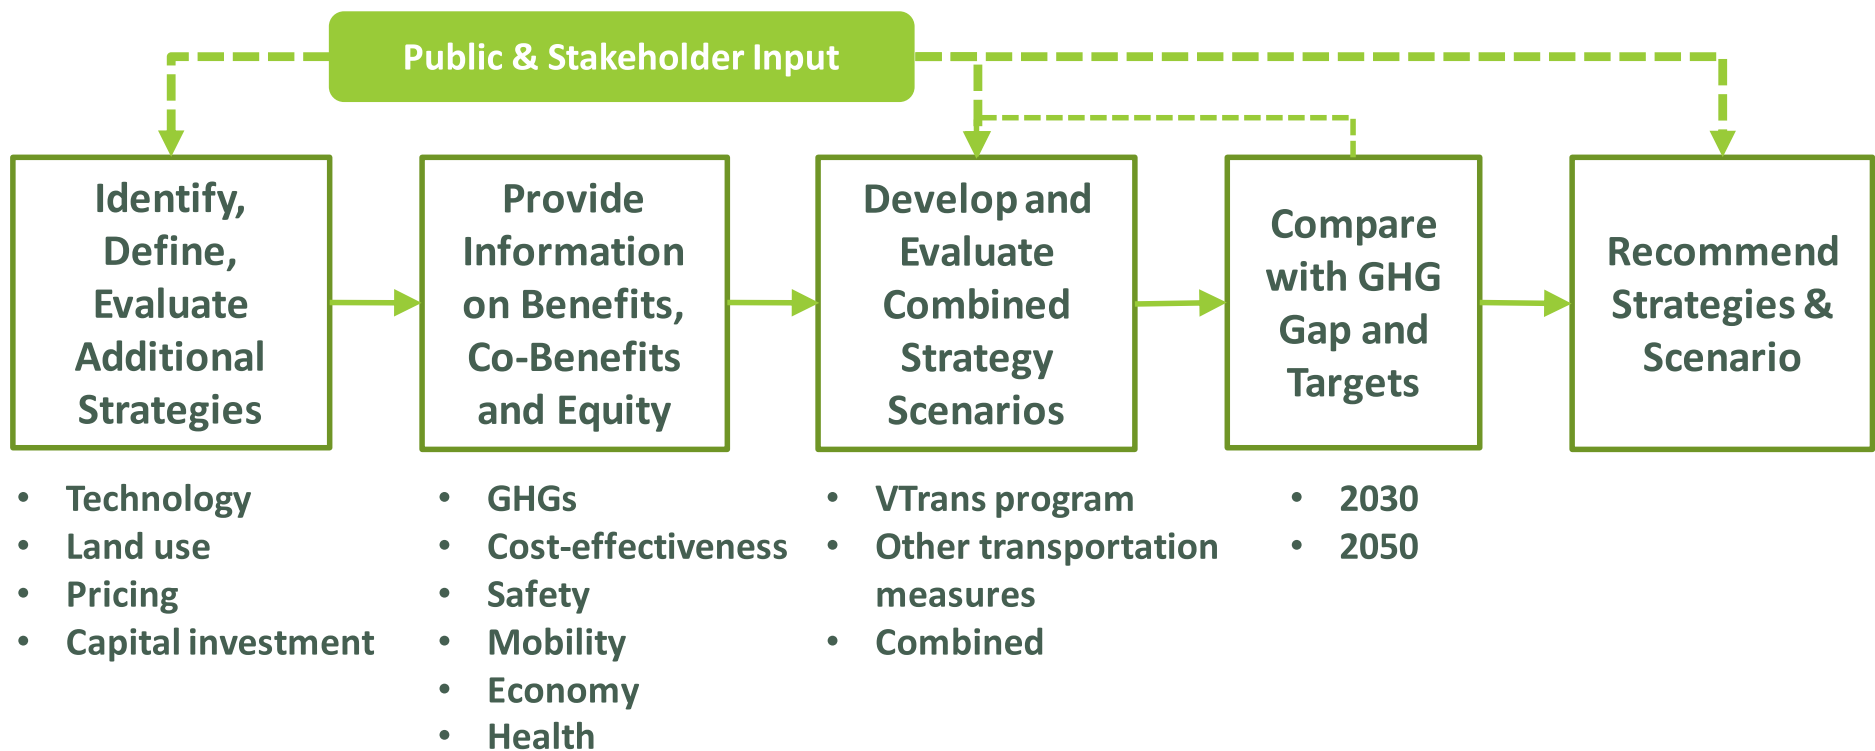 Public & Stakeholder Input
Identify,
Define,
Evaluate
Additional
Strategies
Provide
Information
on Benefits,
Co-Benefits
and Equity
Develop and
Evaluate
Combined
Strategy
Scenarios
Compare
with GHG
Gap and
Targets
Recommend
Strategies &
Scenario
• Technology
• Land use
• Pricing
• Capital investment
• GHGs
• Cost-effectiveness
• Safety
• Mobility
• Economy
• Health
• VTrans program
• Other transportation
measures
• Combined
• 2030
• 2050